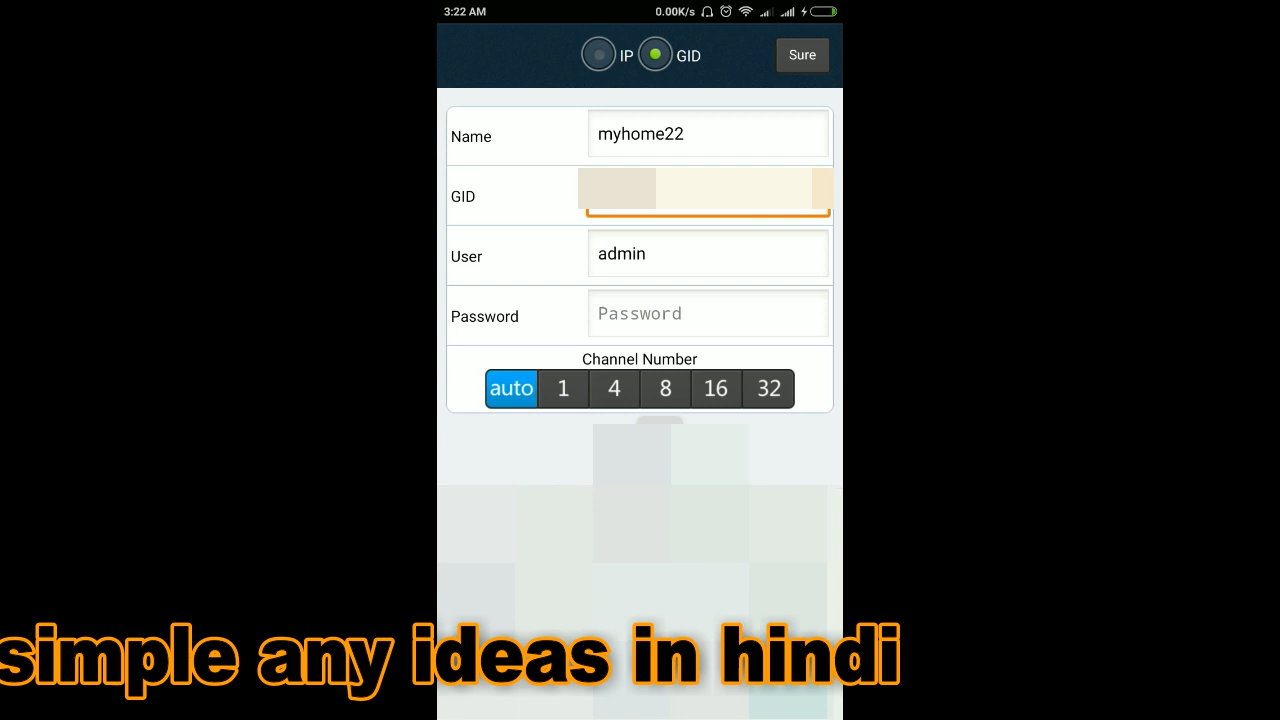 3:22 AM 0.00K/s
IP GID Sure
Name myhome22
GID
User admin
Password Password
Channel Number
auto 1 4 8 16 32
simple any ideas in hindi